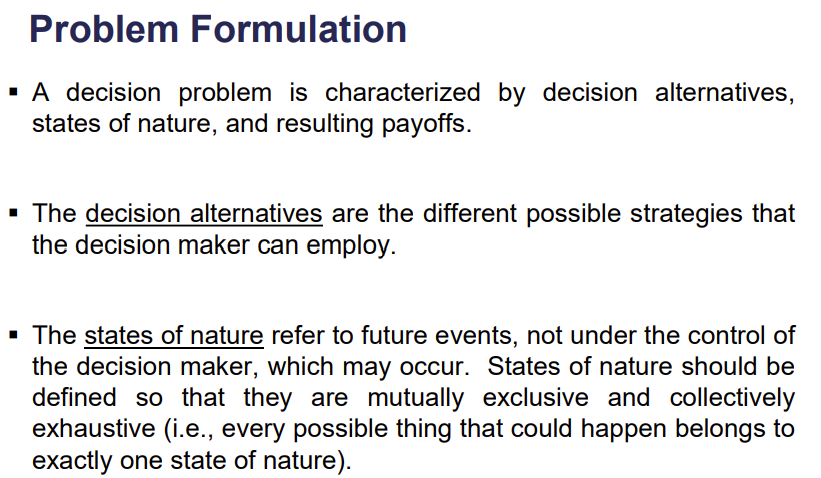 Problem Formulation
▪ A decision problem is characterized by decision alternatives,
states of nature, and resulting payoffs.
▪ The decision alternatives are the different possible strategies that
the decision maker can employ.
▪ The states of nature refer to future events, not under the control of
the decision maker, which may occur.  States of nature should be
defined so that they are mutually exclusive and collectively
exhaustive (i.e., every possible thing that could happen belongs to
exactly one state of nature).